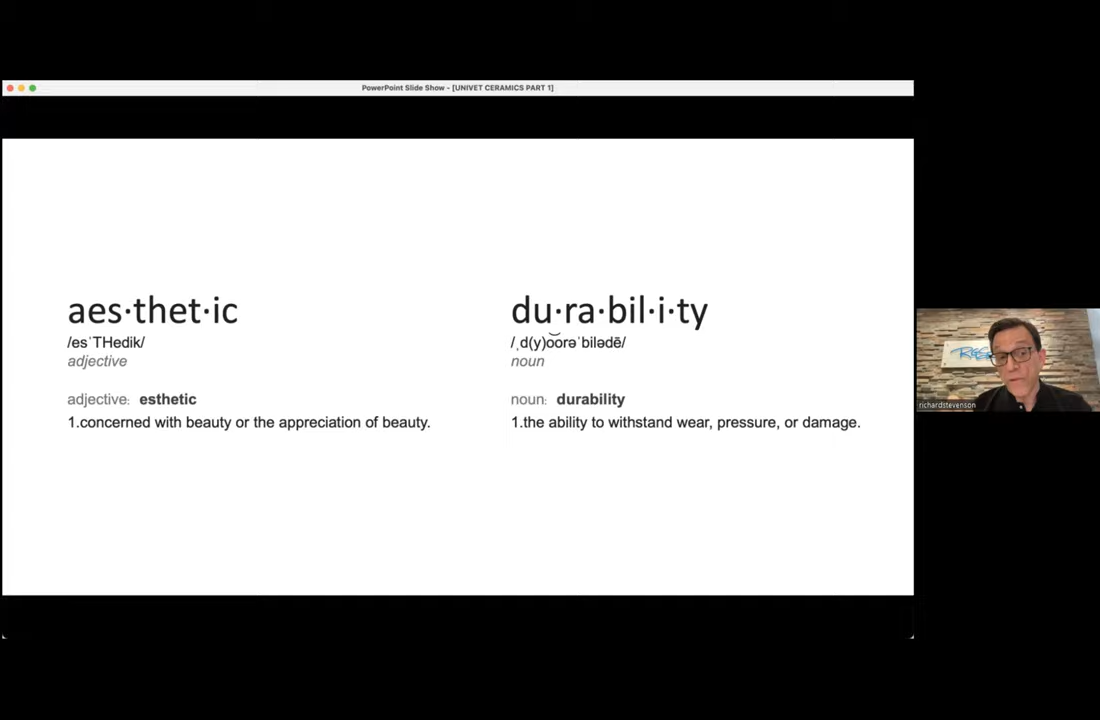 PowerPoint Slide Show - [UNIVET CERAMICS PART 1]
aes·thet·ic
/esˈTHedik/
adjective
adjective: esthetic
1.concerned with beauty or the appreciation of beauty.
du·ra·bil·i·ty
/ˌd(y)o͝orəˈbilədē/
noun
noun: durability
1.the ability to withstand wear, pressure, or damage.
richardstevenson